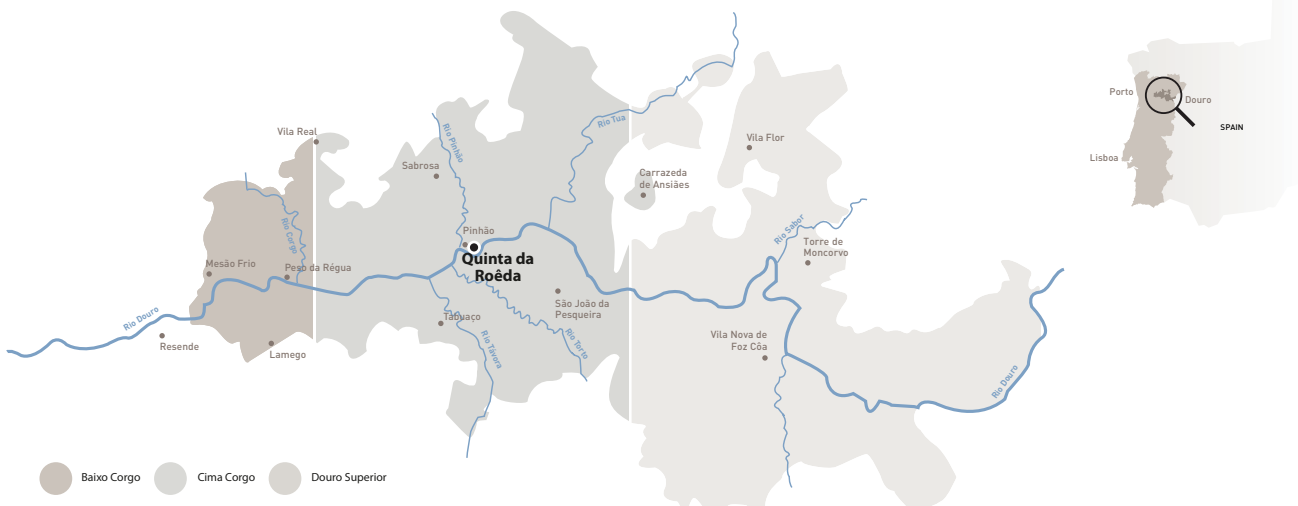 Porto
Douro
SPAIN
Lisboa
Vila Real
Rio Pinhão
Rio Tua
Vila Flor
Sabrosa
Carrazeda
de Ansiães
Rio Corgo
Pinhão
Rio Sabor
Torre de
Moncorvo
Quinta da
Roêda
Mesão Frio
Peso da Régua
São João da
Pesqueira
Rio Douro
Tabuaço
Rio Távora
Rio Torto
Vila Nova de
Foz Côa
Resende
Lamego
Rio Douro
Baixo Corgo
Cima Corgo
Douro Superior